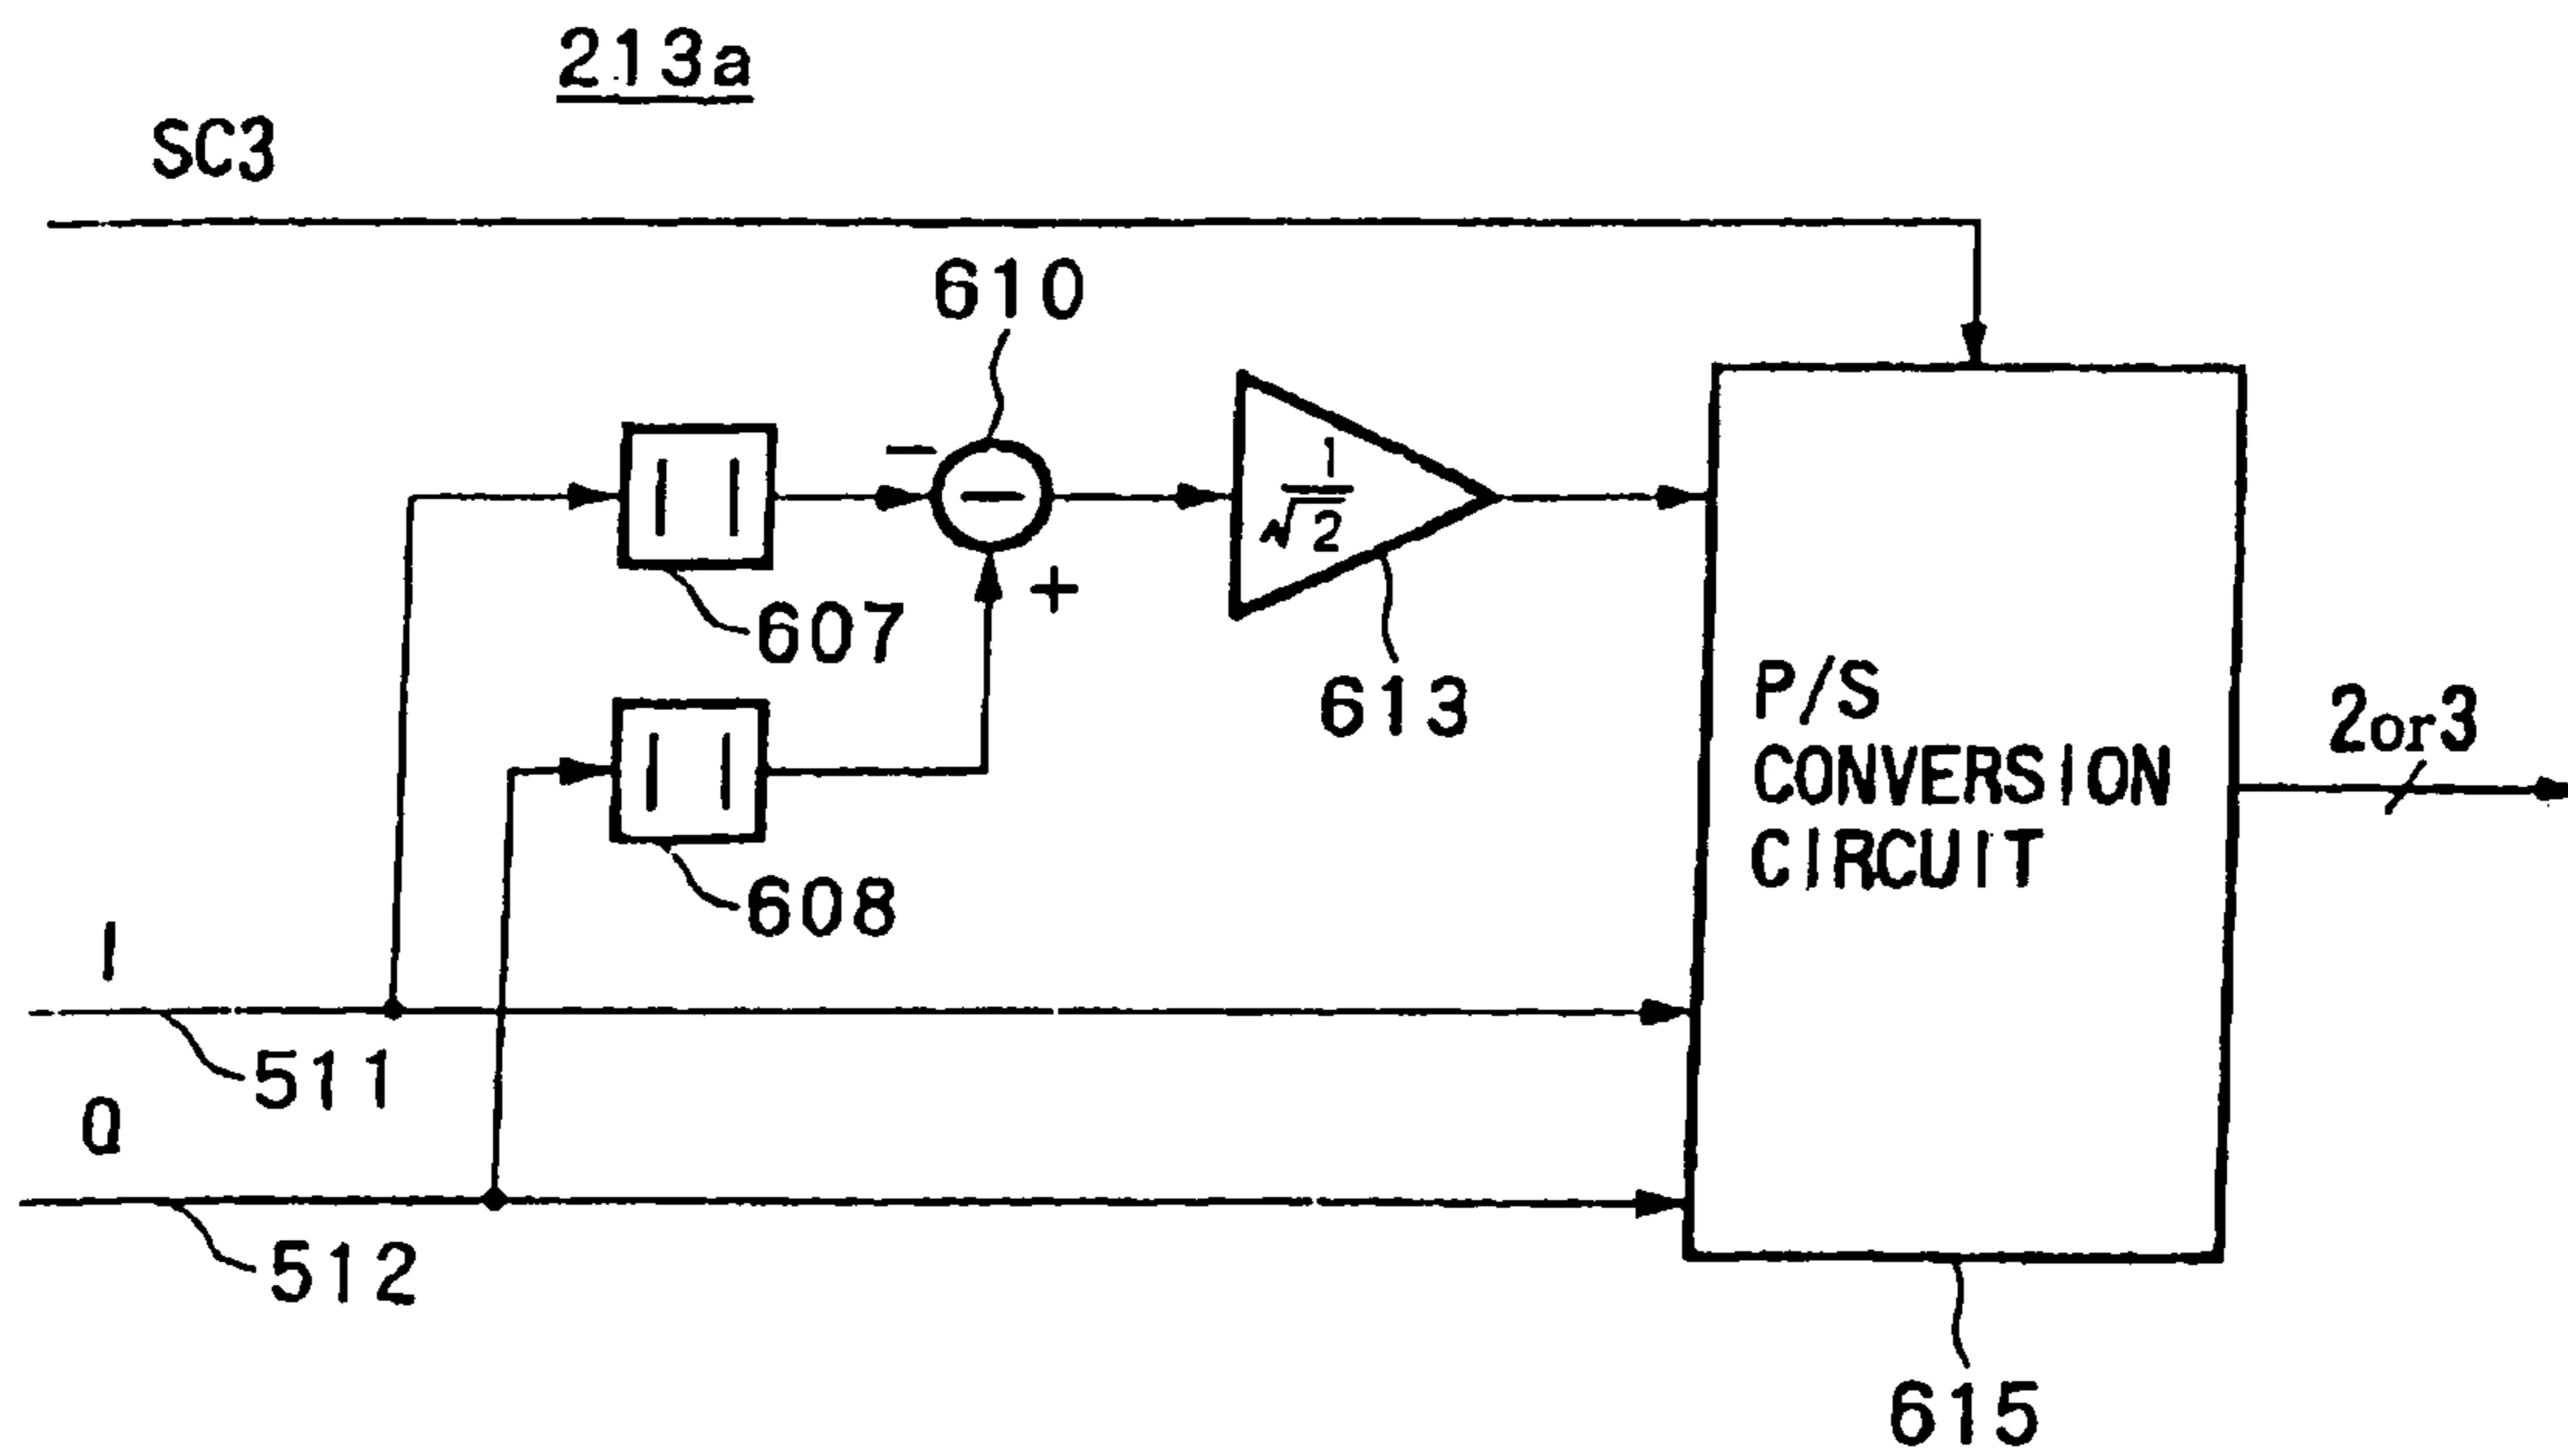 213a
SC3
610
−
1
√2
+
607
613
608
P/S
CONVERSION
CIRCUIT
2or3
I
511
Q
512
615